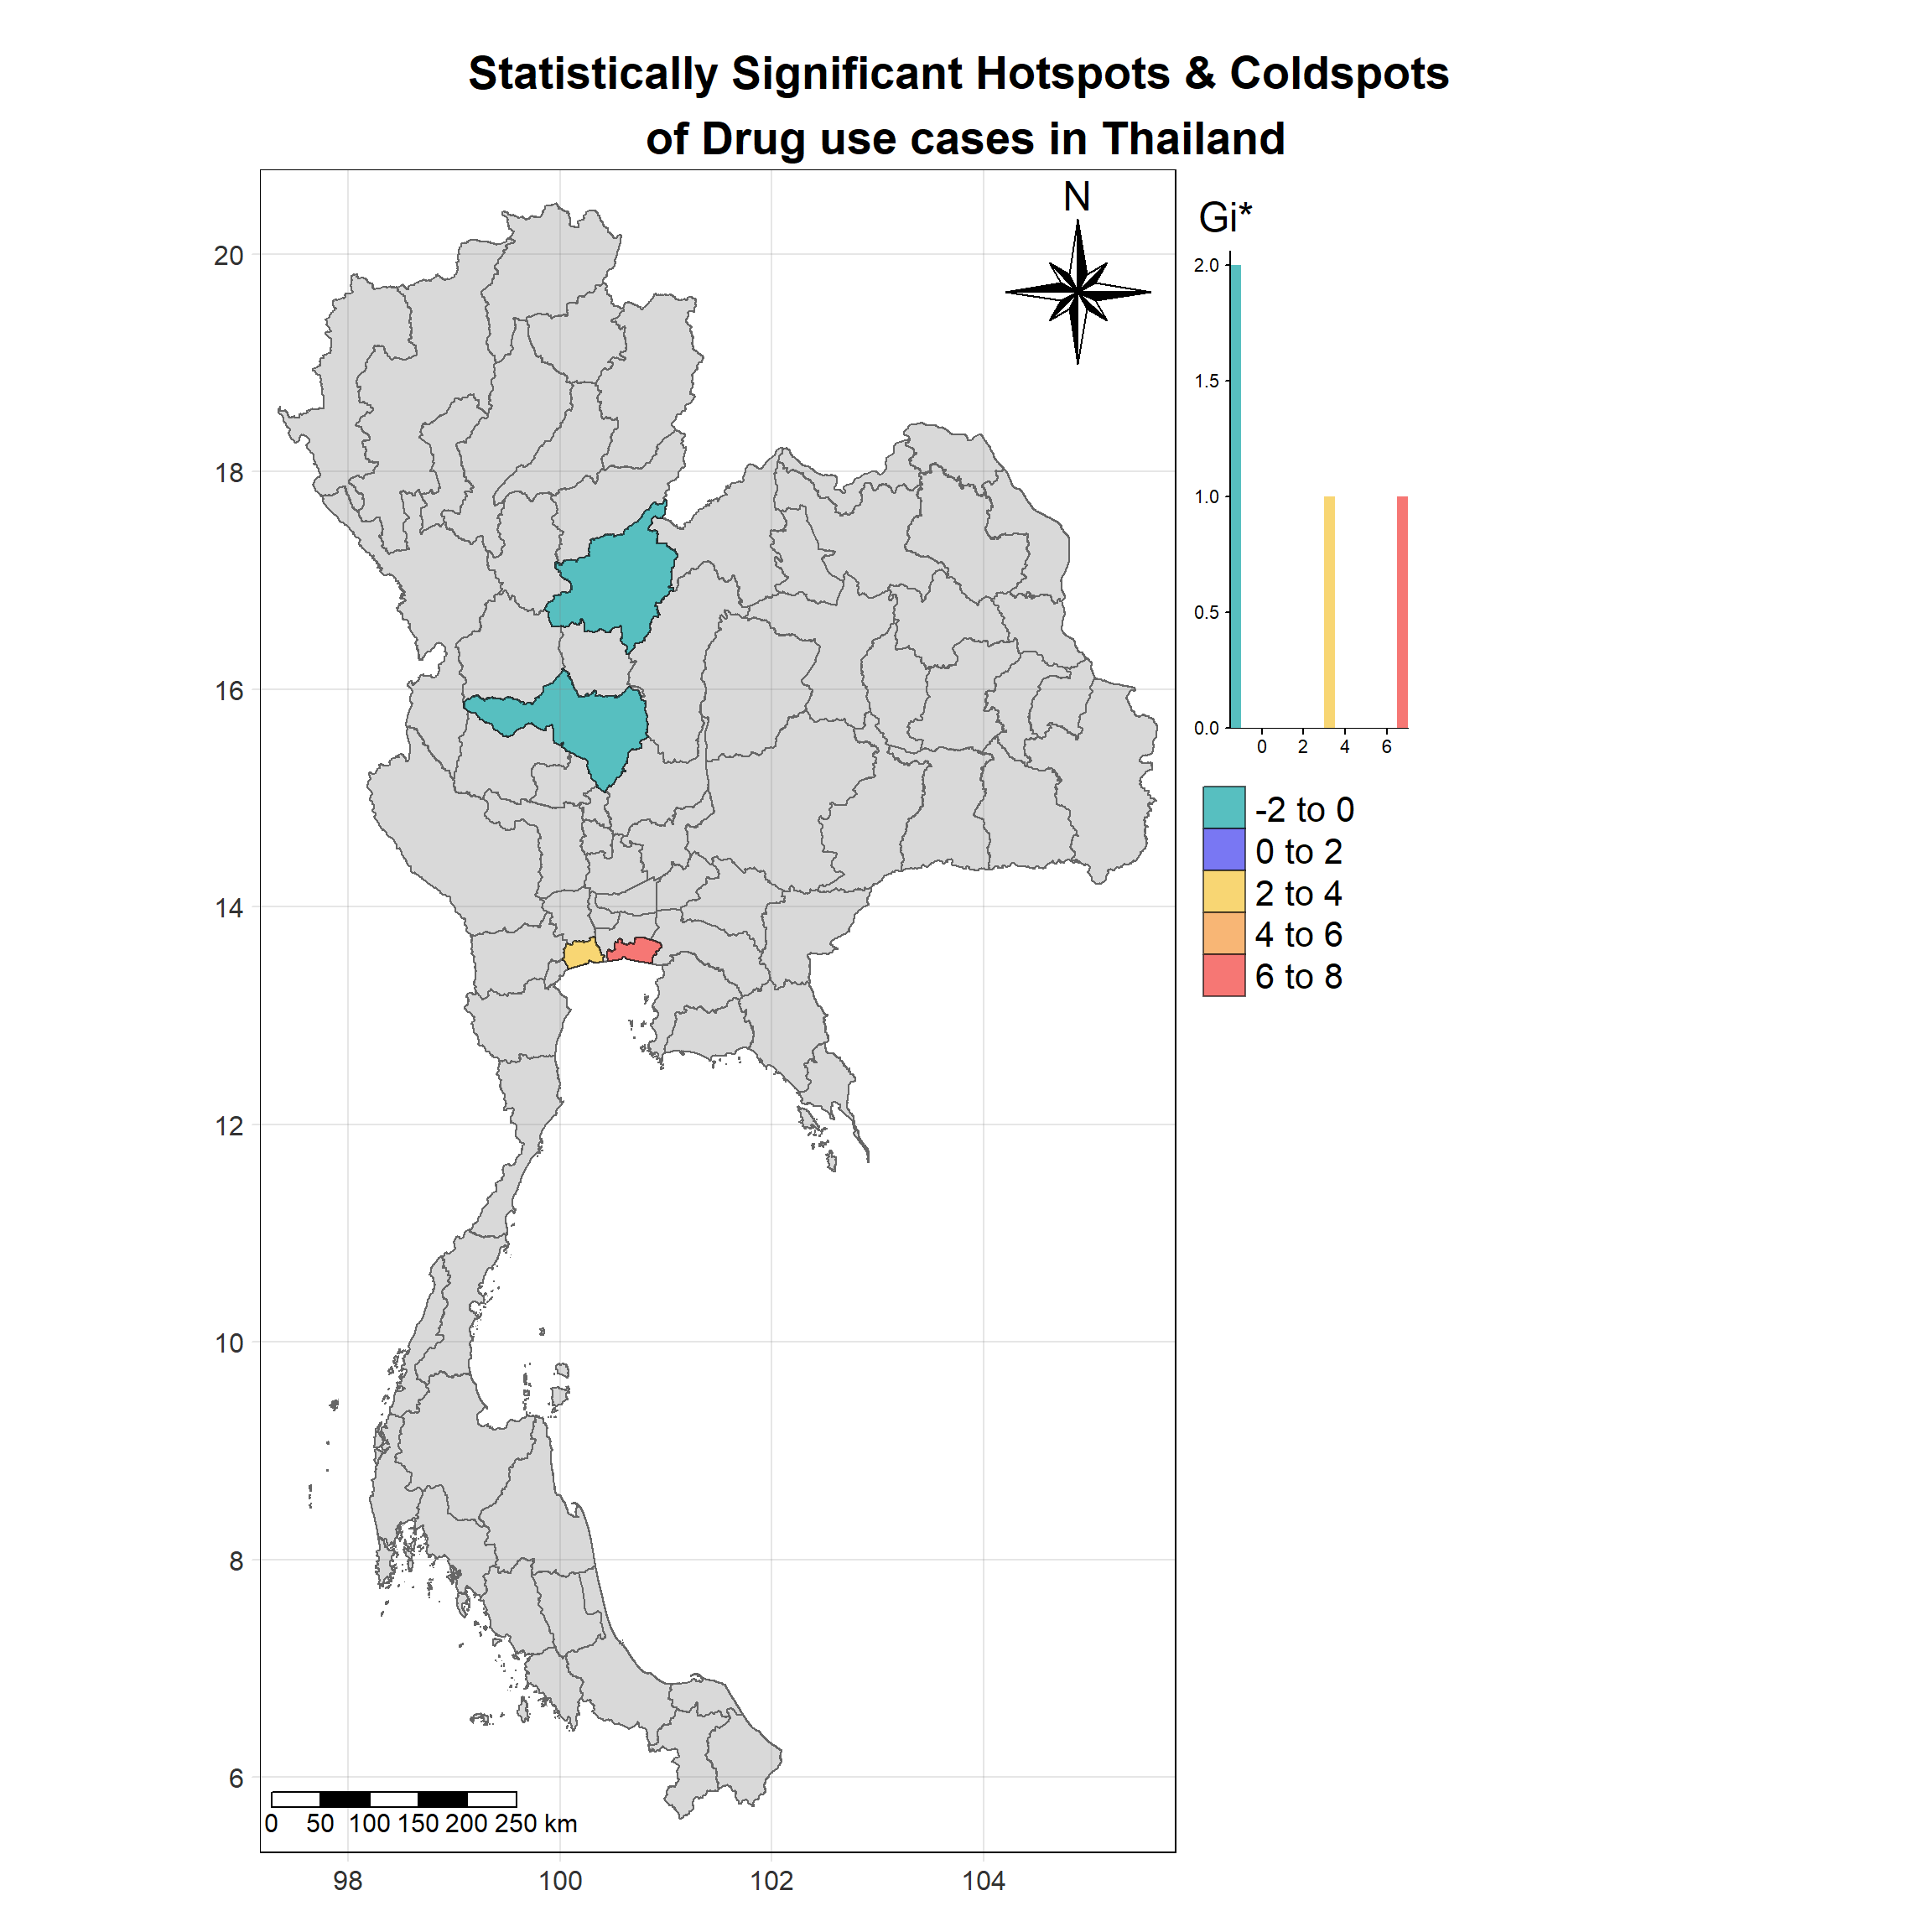 Statistically Significant Hotspots & Coldspots
of Drug use cases in Thailand
N
Gi*
2.0
1.5
1.0
0.5
0.0
0 2 4 6
-2 to 0
0 to 2
2 to 4
4 to 6
6 to 8
20
18
16
14
12
10
8
6
0 50 100 150 200 250 km
98 100 102 104